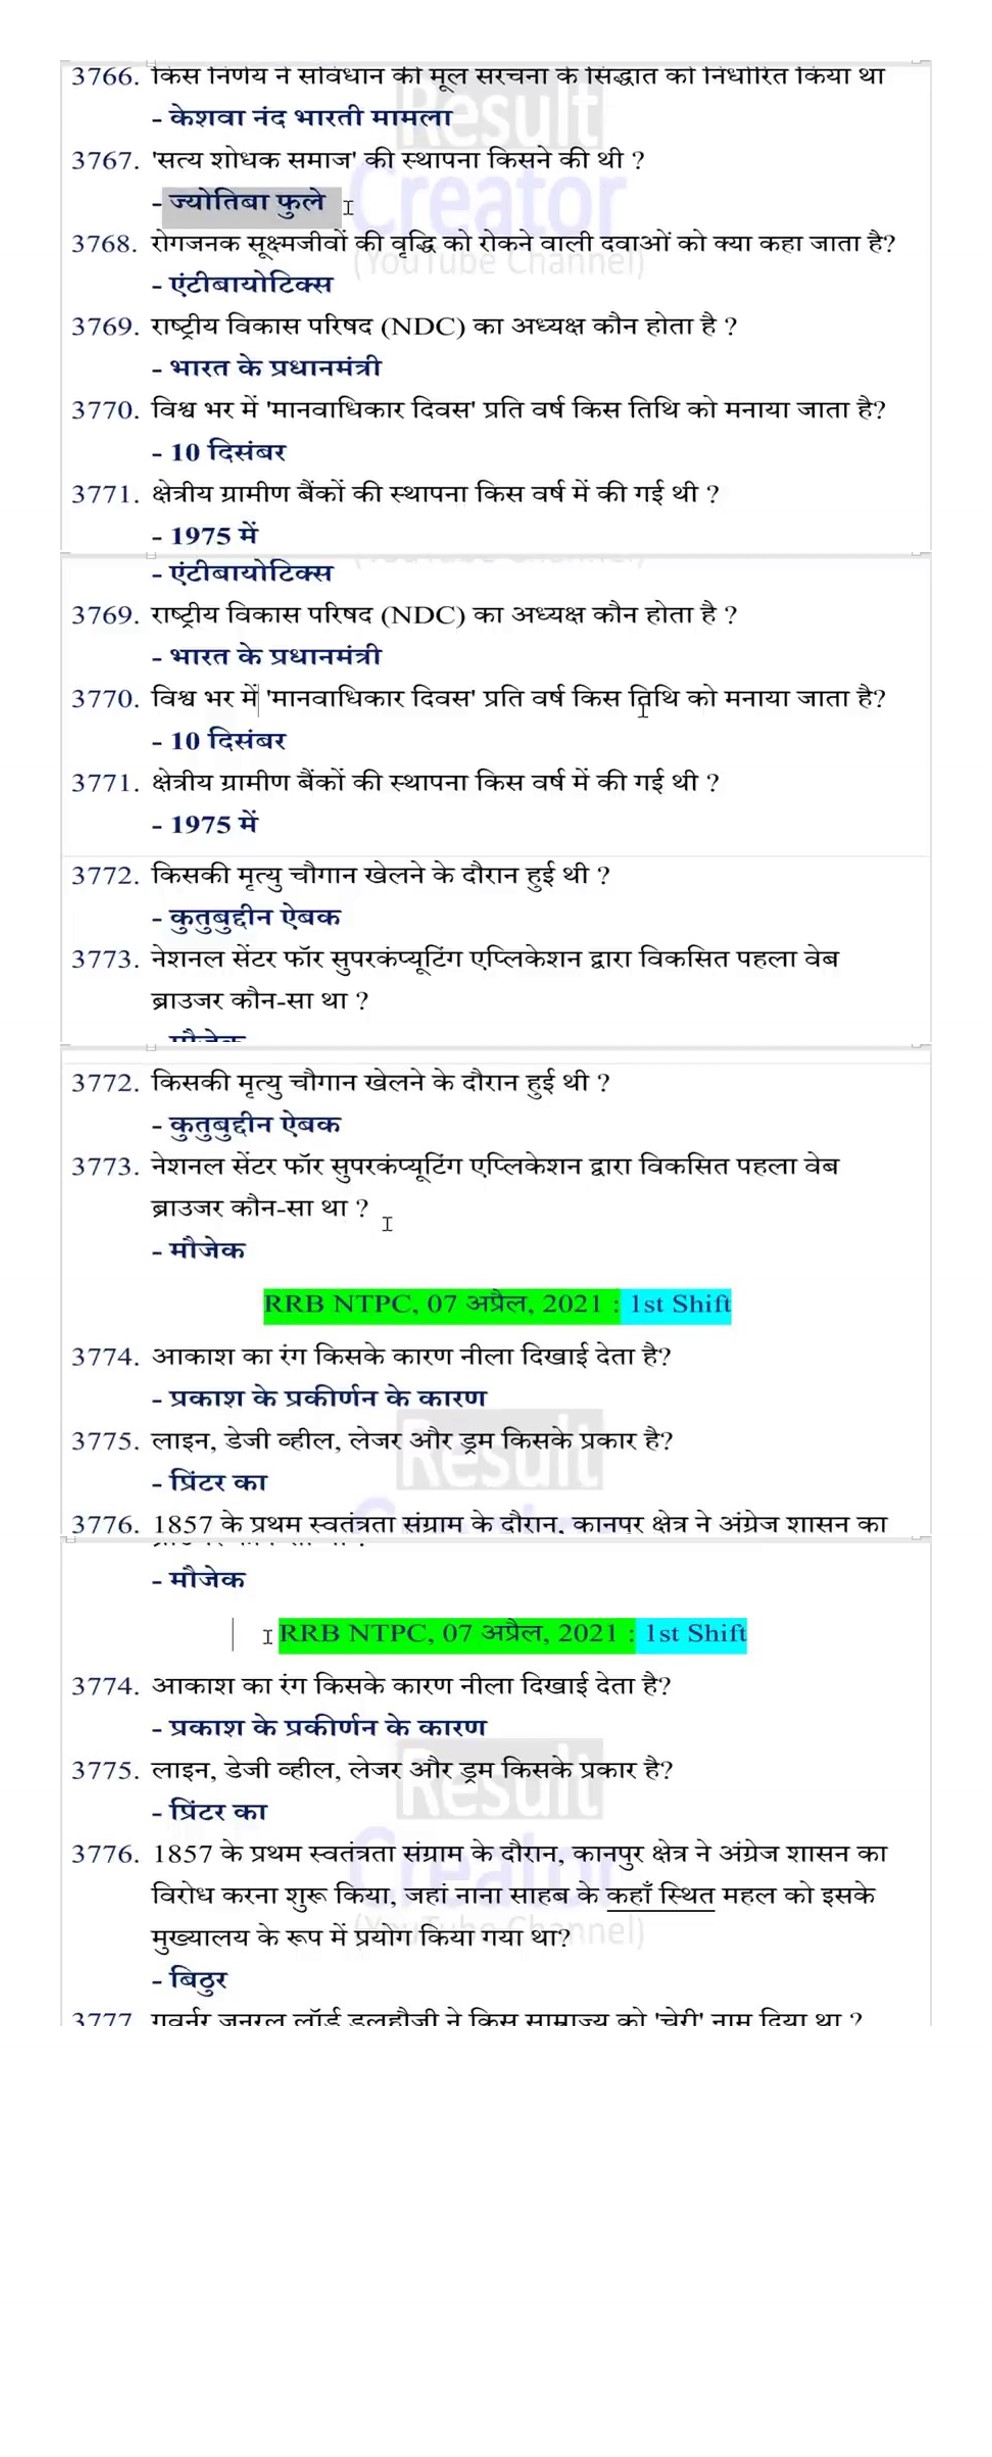 3766. किस निर्णय ने संविधान की मूल संरचना के सिद्धांत को निर्धारित किया था
- केशवा नंद भारती मामला
3767. 'सत्य शोधक समाज' की स्थापना किसने की थी ?
- ज्योतिबा फुले
3768. रोगजनक सूक्ष्मजीवों की वृद्धि को रोकने वाली दवाओं को क्या कहा जाता है?
- एंटीबायोटिक्स
3769. राष्ट्रीय विकास परिषद (NDC) का अध्यक्ष कौन होता है ?
- भारत के प्रधानमंत्री
3770. विश्व भर में 'मानवाधिकार दिवस' प्रति वर्ष किस तिथि को मनाया जाता है?
- 10 दिसंबर
3771. क्षेत्रीय ग्रामीण बैंकों की स्थापना किस वर्ष में की गई थी ?
- 1975 में
Result
Creator
(YouTube Channel)
- एंटीबायोटिक्स
3769. राष्ट्रीय विकास परिषद (NDC) का अध्यक्ष कौन होता है ?
- भारत के प्रधानमंत्री
3770. विश्व भर में 'मानवाधिकार दिवस' प्रति वर्ष किस तिथि को मनाया जाता है?
- 10 दिसंबर
3771. क्षेत्रीय ग्रामीण बैंकों की स्थापना किस वर्ष में की गई थी ?
- 1975 में
3772. किसकी मृत्यु चौगान खेलने के दौरान हुई थी ?
- कुतुबुद्दीन ऐबक
3773. नेशनल सेंटर फॉर सुपरकंप्यूटिंग एप्लिकेशन द्वारा विकसित पहला वेब
ब्राउजर कौन-सा था ?
- मौजेक
3772. किसकी मृत्यु चौगान खेलने के दौरान हुई थी ?
- कुतुबुद्दीन ऐबक
3773. नेशनल सेंटर फॉर सुपरकंप्यूटिंग एप्लिकेशन द्वारा विकसित पहला वेब
ब्राउजर कौन-सा था ?
- मौजेक
RRB NTPC, 07 अप्रैल, 2021 : 1st Shift
3774. आकाश का रंग किसके कारण नीला दिखाई देता है?
- प्रकाश के प्रकीर्णन के कारण
3775. लाइन, डेजी व्हील, लेजर और ड्रम किसके प्रकार है?
- प्रिंटर का
3776. 1857 के प्रथम स्वतंत्रता संग्राम के दौरान, कानपुर क्षेत्र ने अंग्रेज शासन का
Result
- मौजेक
RRB NTPC, 07 अप्रैल, 2021 : 1st Shift
3774. आकाश का रंग किसके कारण नीला दिखाई देता है?
- प्रकाश के प्रकीर्णन के कारण
3775. लाइन, डेजी व्हील, लेजर और ड्रम किसके प्रकार है?
- प्रिंटर का
3776. 1857 के प्रथम स्वतंत्रता संग्राम के दौरान, कानपुर क्षेत्र ने अंग्रेज शासन का
विरोध करना शुरू किया, जहां नाना साहब के कहाँ स्थित महल को इसके
मुख्यालय के रूप में प्रयोग किया गया था?
- बिठुर
3777. गवर्नर जनरल लॉर्ड डलहौजी ने किस साम्राज्य को 'चेरी' नाम दिया था ?
Result
Creator
(YouTube Channel)